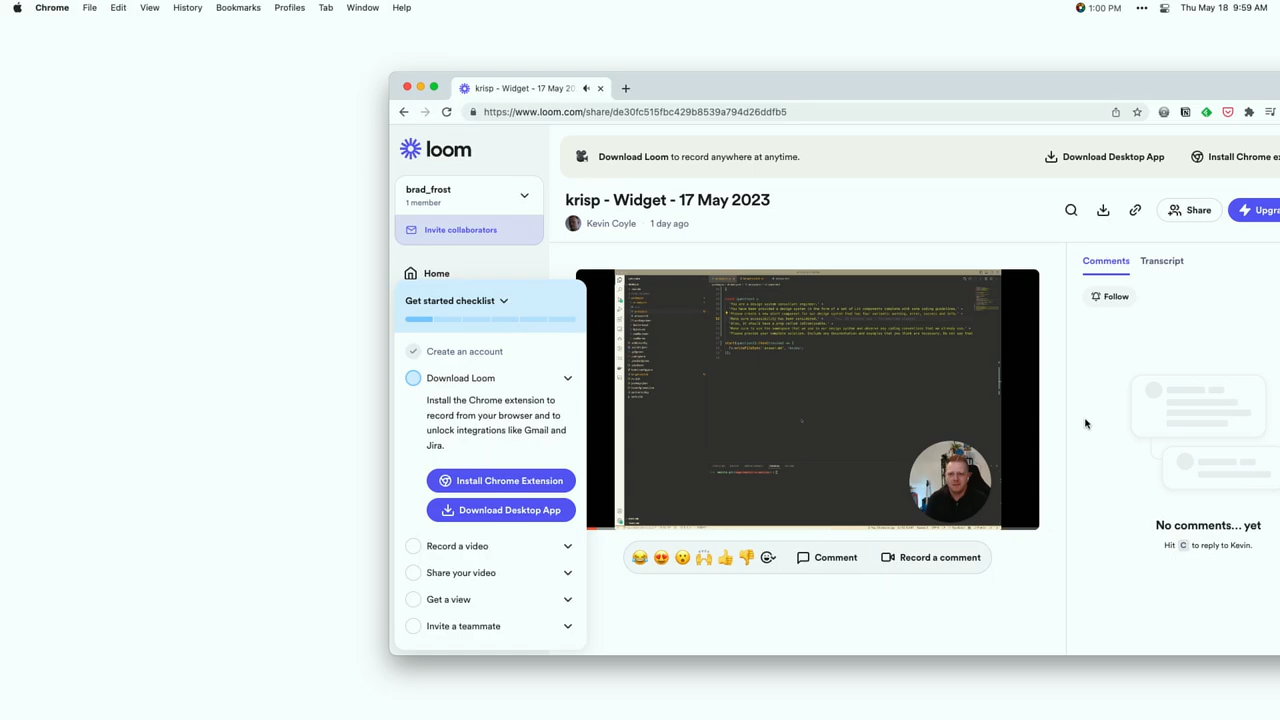 Chrome File Edit View History Bookmarks Profiles Tab Window Help 1:00 PM Thu May 18 9:59 AM
krisp - Widget - 17 May 20
https://www.loom.com/share/de30fc515fbc429b8539a794d26ddfb5
loom
Download Loom to record anywhere at anytime.
Download Desktop App
Install Chrome ex
brad_frost
1 member
Invite collaborators
krisp - Widget - 17 May 2023
Kevin Coyle 1 day ago
Share
Upgra
Home
Comments Transcript
Follow
Get started checklist
Create an account
Download Loom
Install the Chrome extension to
record from your browser and to
unlock integrations like Gmail and
Jira.
Install Chrome Extension
Download Desktop App
Record a video
Share your video
Get a view
Invite a teammate
Comment
Record a comment
No comments... yet
Hit C to reply to Kevin.